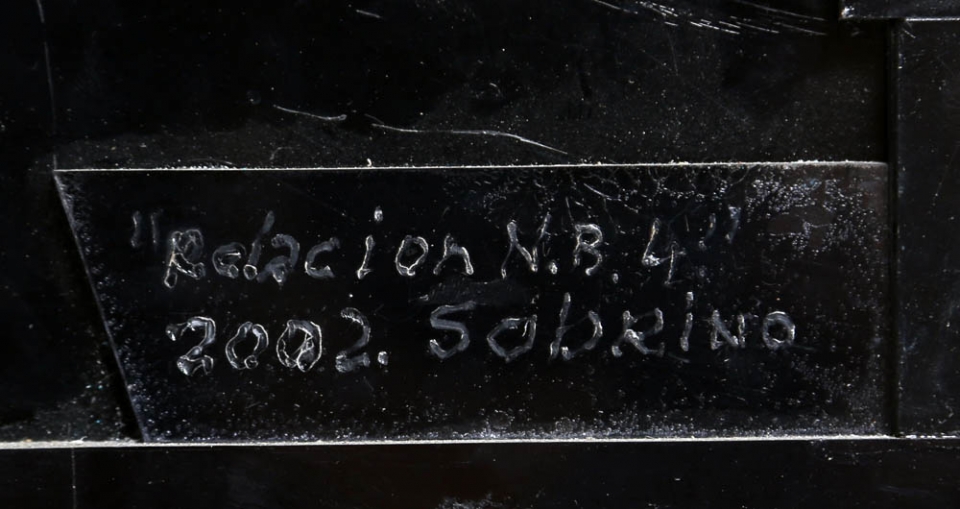 "Relacion N.B. 4"
2002. Sobrino